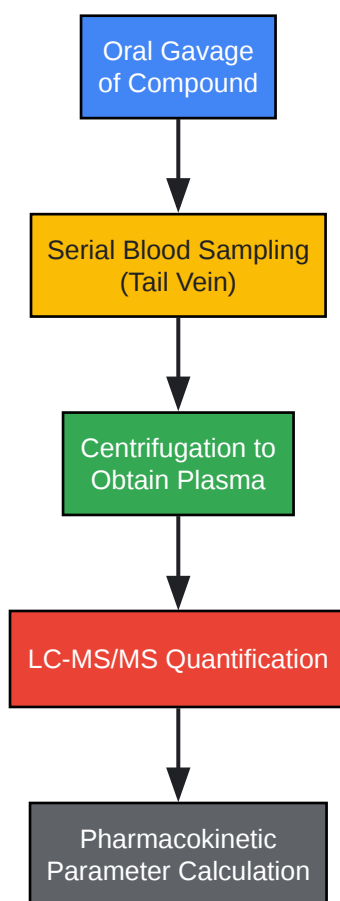 Oral Gavage
of Compound
Serial Blood Sampling
(Tail Vein)
Centrifugation to
Obtain Plasma
LC-MS/MS Quantification
Pharmacokinetic
Parameter Calculation